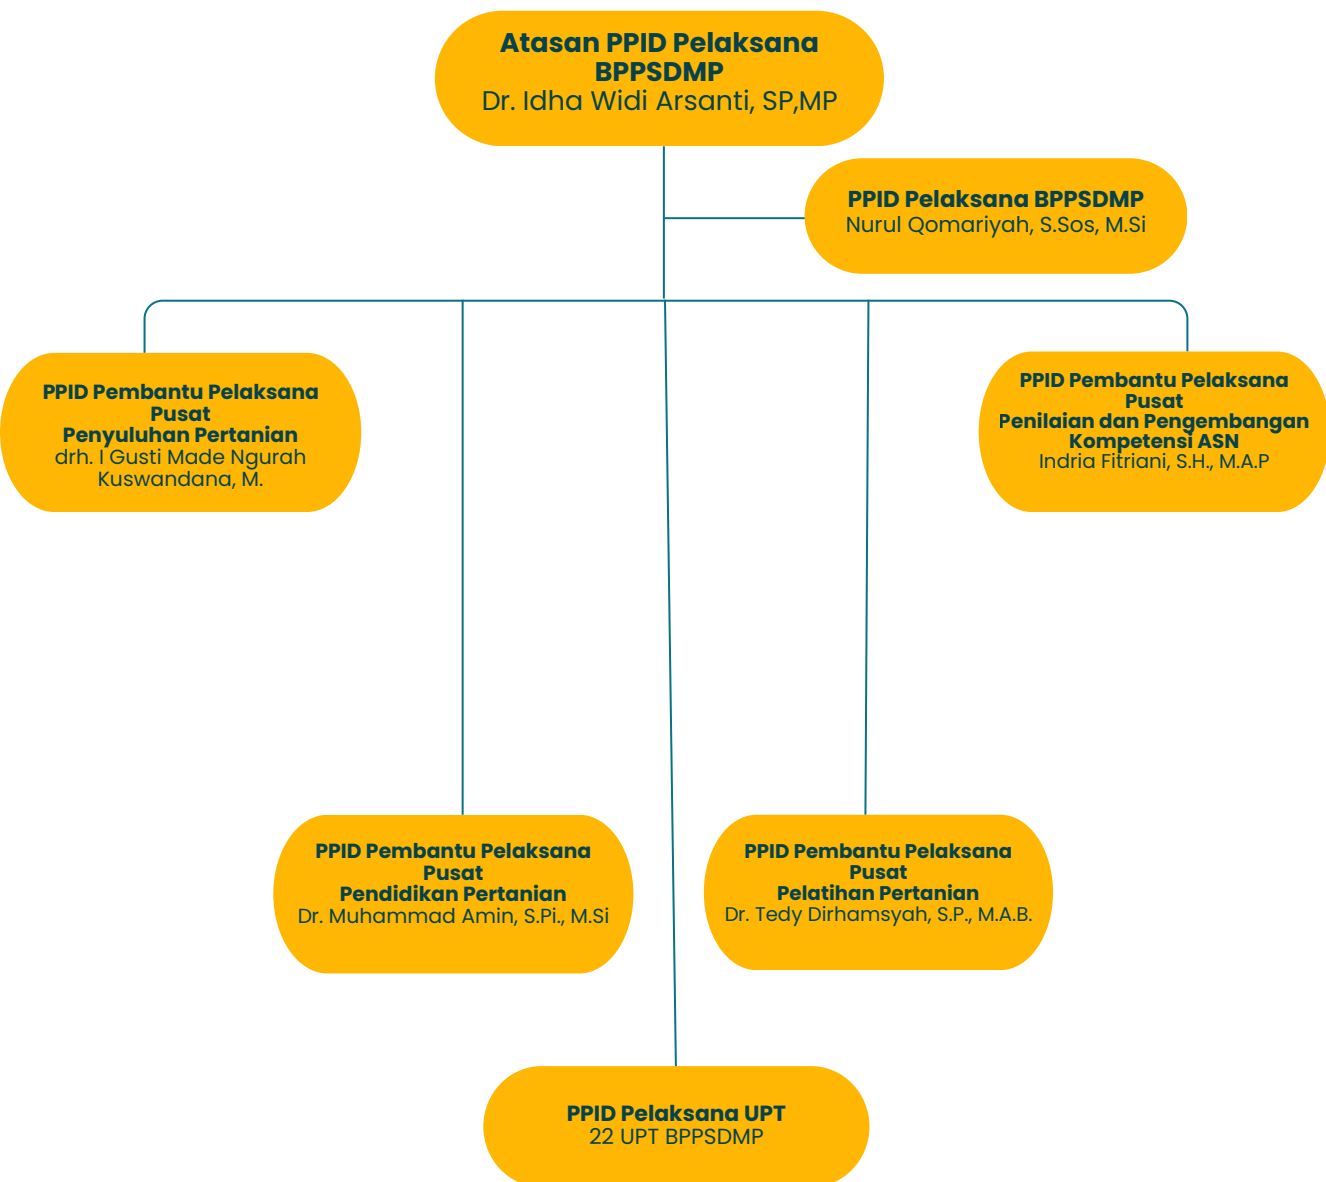 Atasan PPID Pelaksana
BPPSDMP
Dr. Idha Widi Arsanti, SP,MP
PPID Pelaksana BPPSDMP
Nurul Qomariyah, S.Sos, M.Si
PPID Pembantu Pelaksana
Pusat
Penyuluhan Pertanian
drh. I Gusti Made Ngurah
Kuswandana, M.
PPID Pembantu Pelaksana
Pusat
Penilaian dan Pengembangan
Kompetensi ASN
Indria Fitriani, S.H., M.A.P
PPID Pembantu Pelaksana
Pusat
Pendidikan Pertanian
Dr. Muhammad Amin, S.Pi., M.Si
PPID Pembantu Pelaksana
Pusat
Pelatihan Pertanian
Dr. Tedy Dirhamsyah, S.P., M.A.B.
PPID Pelaksana UPT
22 UPT BPPSDMP